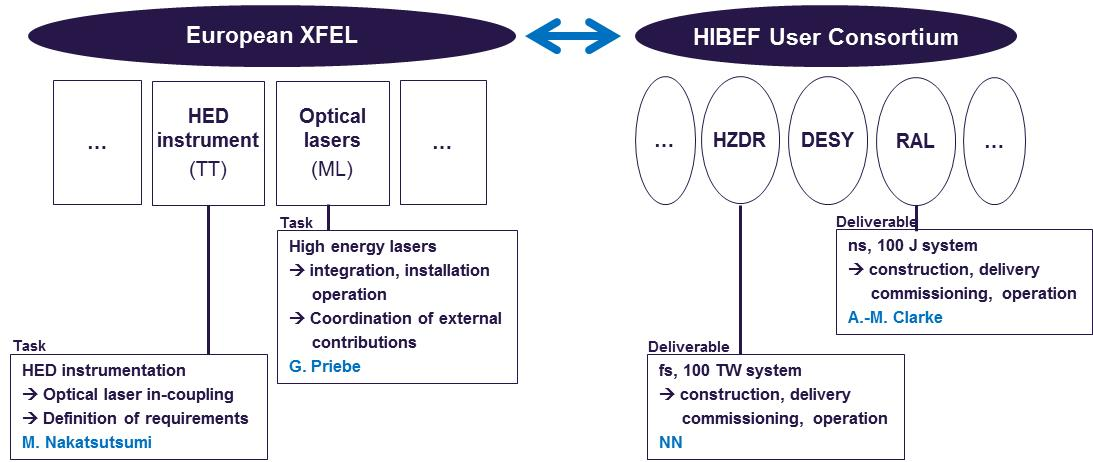 European XFEL
HIBEF User Consortium
...
HED
instrument
(TT)
Optical
lasers
(ML)
...
...
HZDR
DESY
RAL
...
Task
High energy lasers
→ integration, installation
operation
→ Coordination of external
contributions
G. Priebe
Deliverable
ns, 100 J system
→ construction, delivery
commissioning, operation
A.-M. Clarke
Task
HED instrumentation
→ Optical laser in-coupling
→ Definition of requirements
M. Nakatsutsumi
Deliverable
fs, 100 TW system
→ construction, delivery
commissioning, operation
NN